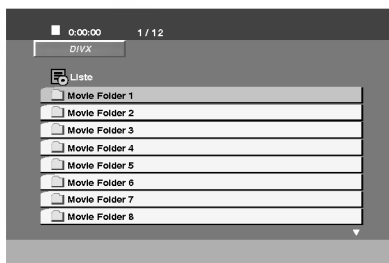 0:00:00 1 / 12
DIVX
Liste
Movie Folder 1
Movie Folder 2
Movie Folder 3
Movie Folder 4
Movie Folder 5
Movie Folder 6
Movie Folder 7
Movie Folder 8